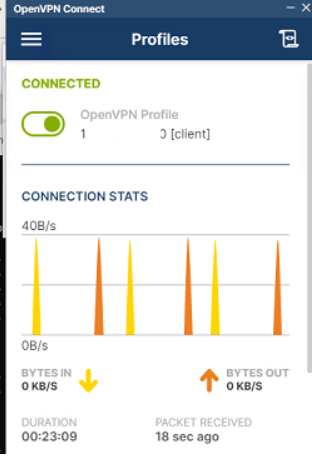 OpenVPN Connect
Profiles
CONNECTED
OpenVPN Profile
1 [client]
CONNECTION STATS
40B/s
0B/s
BYTES IN
0 KB/S
BYTES OUT
0 KB/S
DURATION
00:23:09
PACKET RECEIVED
18 sec ago